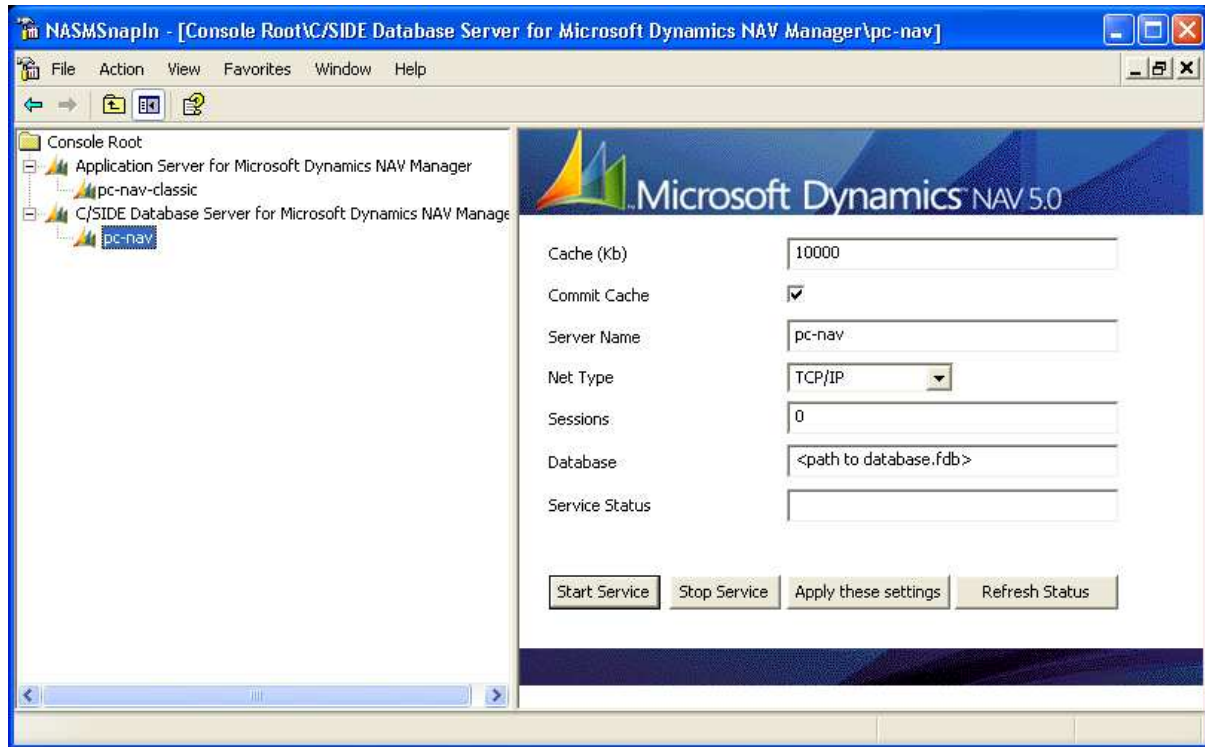 NASMSnapIn - [Console Root\C/SIDE Database Server for Microsoft Dynamics NAV Manager\pc-nav]
File Action View Favorites Window Help
Console Root
Application Server for Microsoft Dynamics NAV Manager
pc-nav-classic
C/SIDE Database Server for Microsoft Dynamics NAV Manage
pc-nav
Microsoft Dynamics NAV 5.0
Cache (Kb) 10000
Commit Cache
Server Name pc-nav
Net Type TCP/IP
Sessions 0
Database <path to database.fdb>
Service Status
Start Service Stop Service Apply these settings Refresh Status